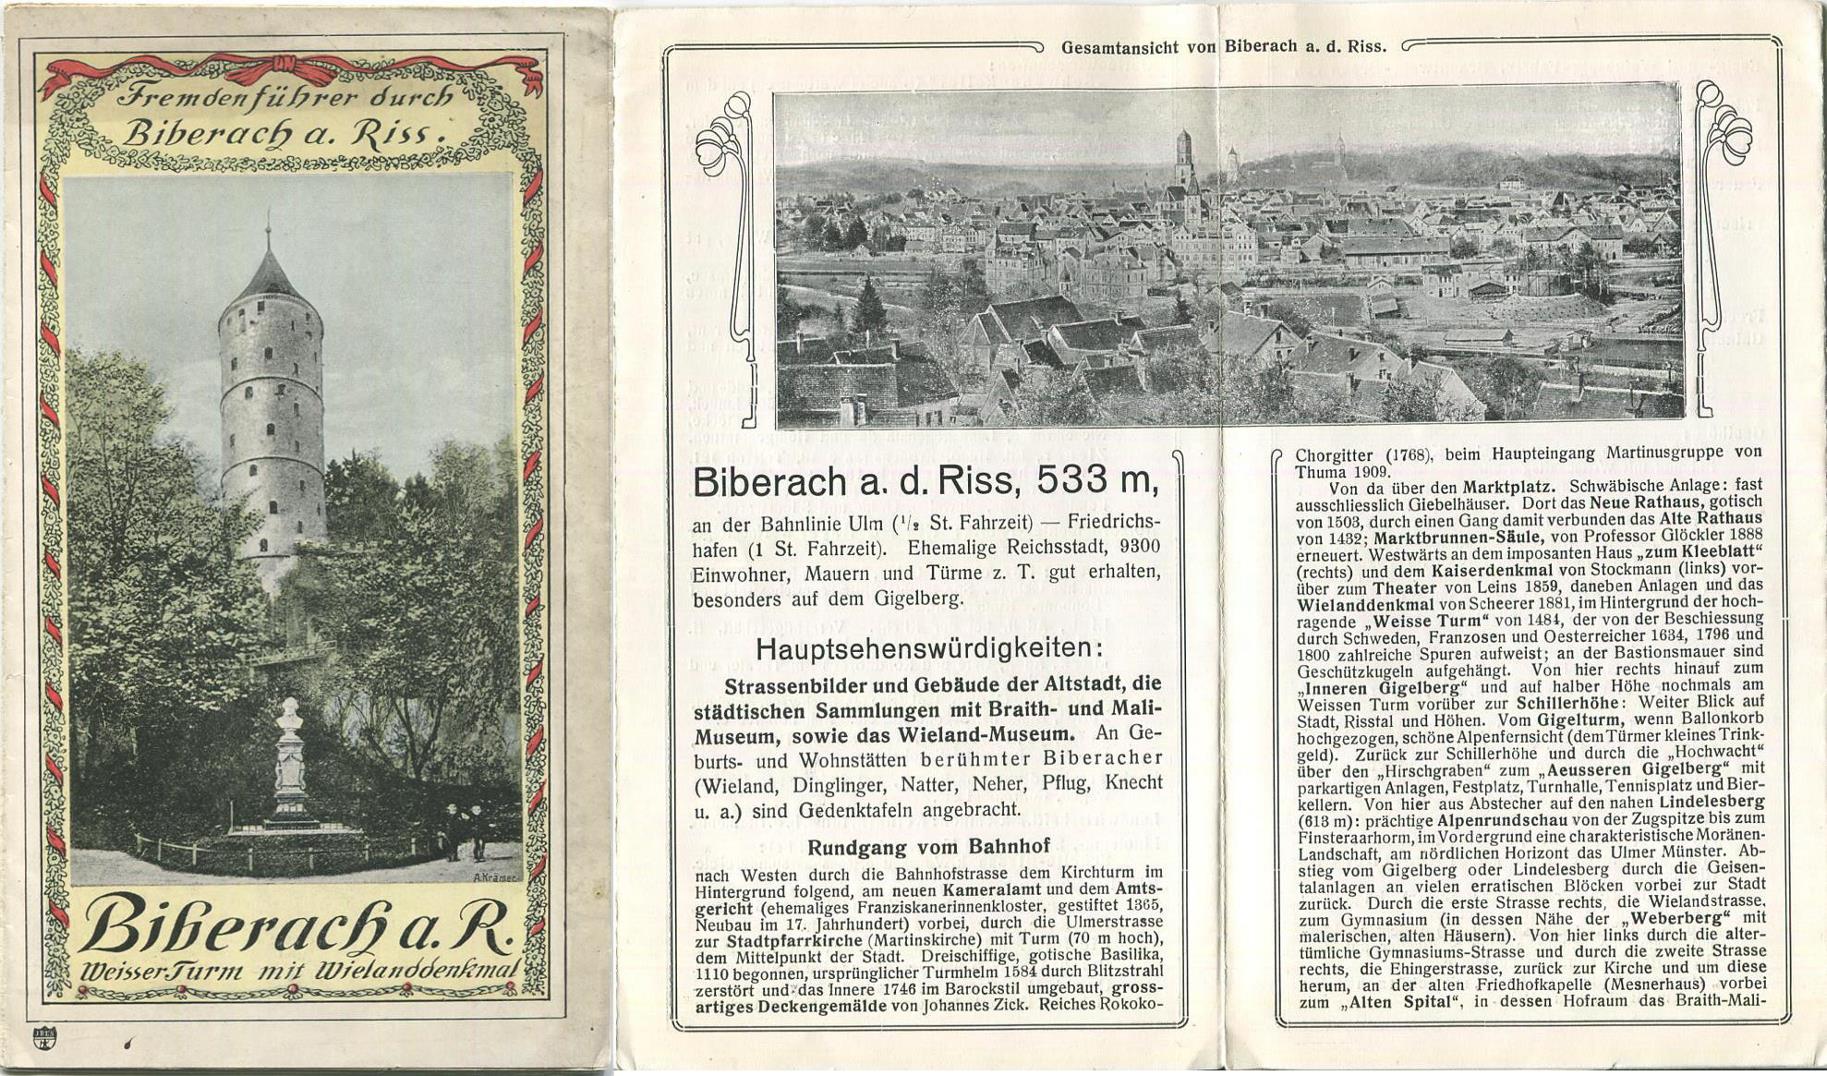 Fremdenführer durch
Biberach a. Riss.
A. Krämer
Biberach a. R.
Weisser-Turm mit Wielanddenkmal
Gesamtansicht von Biberach a. d. Riss.
Biberach a. d. Riss, 533 m,
an der Bahnlinie Ulm (¹/₂ St. Fahrzeit) — Friedrichs-
hafen (1 St. Fahrzeit). Ehemalige Reichsstadt, 9300
Einwohner, Mauern und Türme z. T. gut erhalten,
besonders auf dem Gigelberg.
Hauptsehenswürdigkeiten:
Strassenbilder und Gebäude der Altstadt, die
städtischen Sammlungen mit Braith- und Mali-
Museum, sowie das Wieland-Museum. An Ge-
burts- und Wohnstätten berühmter Biberacher
(Wieland, Dinglinger, Natter, Neher, Pflug, Knecht
u. a.) sind Gedenktafeln angebracht.
Rundgang vom Bahnhof
nach Westen durch die Bahnhofstrasse dem Kirchturm im
Hintergrund folgend, am neuen Kameralamt und dem Amts-
gericht (ehemaliges Franziskanerinnenkloster, gestiftet 1365,
Neubau im 17. Jahrhundert) vorbei, durch die Ulmerstrasse
zur Stadtpfarrkirche (Martinskirche) mit Turm (70 m hoch),
dem Mittelpunkt der Stadt. Dreischiffige, gotische Basilika,
1110 begonnen, ursprünglicher Turmhelm 1584 durch Blitzstrahl
zerstört und das Innere 1746 im Barockstil umgebaut, gross-
artiges Deckengemälde von Johannes Zick. Reiches Rokoko-
Chorgitter (1768), beim Haupteingang Martinusgruppe von
Thuma 1909.
Von da über den Marktplatz. Schwäbische Anlage: fast
ausschliesslich Giebelhäuser. Dort das Neue Rathaus, gotisch
von 1503, durch einen Gang damit verbunden das Alte Rathaus
von 1432; Marktbrunnen-Säule, von Professor Glöckler 1888
erneuert. Westwärts an dem imposanten Haus „zum Kleeblatt“
(rechts) und dem Kaiserdenkmal von Stockmann (links) vor-
über zum Theater von Leins 1859, daneben Anlagen und das
Wielanddenkmal von Scheerer 1881, im Hintergrund der hoch-
ragende „Weisse Turm“ von 1484, der von der Beschiessung
durch Schweden, Franzosen und Oesterreicher 1634, 1796 und
1800 zahlreiche Spuren aufweist; an der Bastionsmauer sind
Geschützkugeln aufgehängt. Von hier rechts hinauf zum
„Inneren Gigelberg“ und auf halber Höhe nochmals am
Weissen Turm vorüber zur Schillerhöhe: Weiter Blick auf
Stadt, Risstal und Höhen. Vom Gigelturm, wenn Ballonkorb
hochgezogen, schöne Alpenfernsicht (dem Türmer kleines Trink-
geld). Zurück zur Schillerhöhe und durch die „Hochwacht“
über den „Hirschgraben“ zum „Aeusseren Gigelberg“ mit
parkartigen Anlagen, Festplatz, Turnhalle, Tennisplatz und Bier-
kellern. Von hier aus Abstecher auf den nahen Lindelesberg
(613 m): prächtige Alpenrundschau von der Zugspitze bis zum
Finsteraarhorm, im Vordergrund eine charakteristische Moränen-
Landschaft, am nördlichen Horizont das Ulmer Münster. Ab-
stieg vom Gigelberg oder Lindelesberg durch die Geisen-
talanlagen an vielen erratischen Blöcken vorbei zur Stadt
zurück. Durch die erste Strasse rechts, die Wielandstrasse,
zum Gymnasium (in dessen Nähe der „Weberberg“ mit
malerischen, alten Häusern). Von hier links durch die alter-
tümliche Gymnasiums-Strasse und durch die zweite Strasse
rechts, die Ehingerstrasse, zurück zur Kirche und um diese
herum, an der alten Friedhofkapelle (Mesnerhaus) vorbei
zum „Alten Spital“, in dessen Hofraum das Braith-Mali-